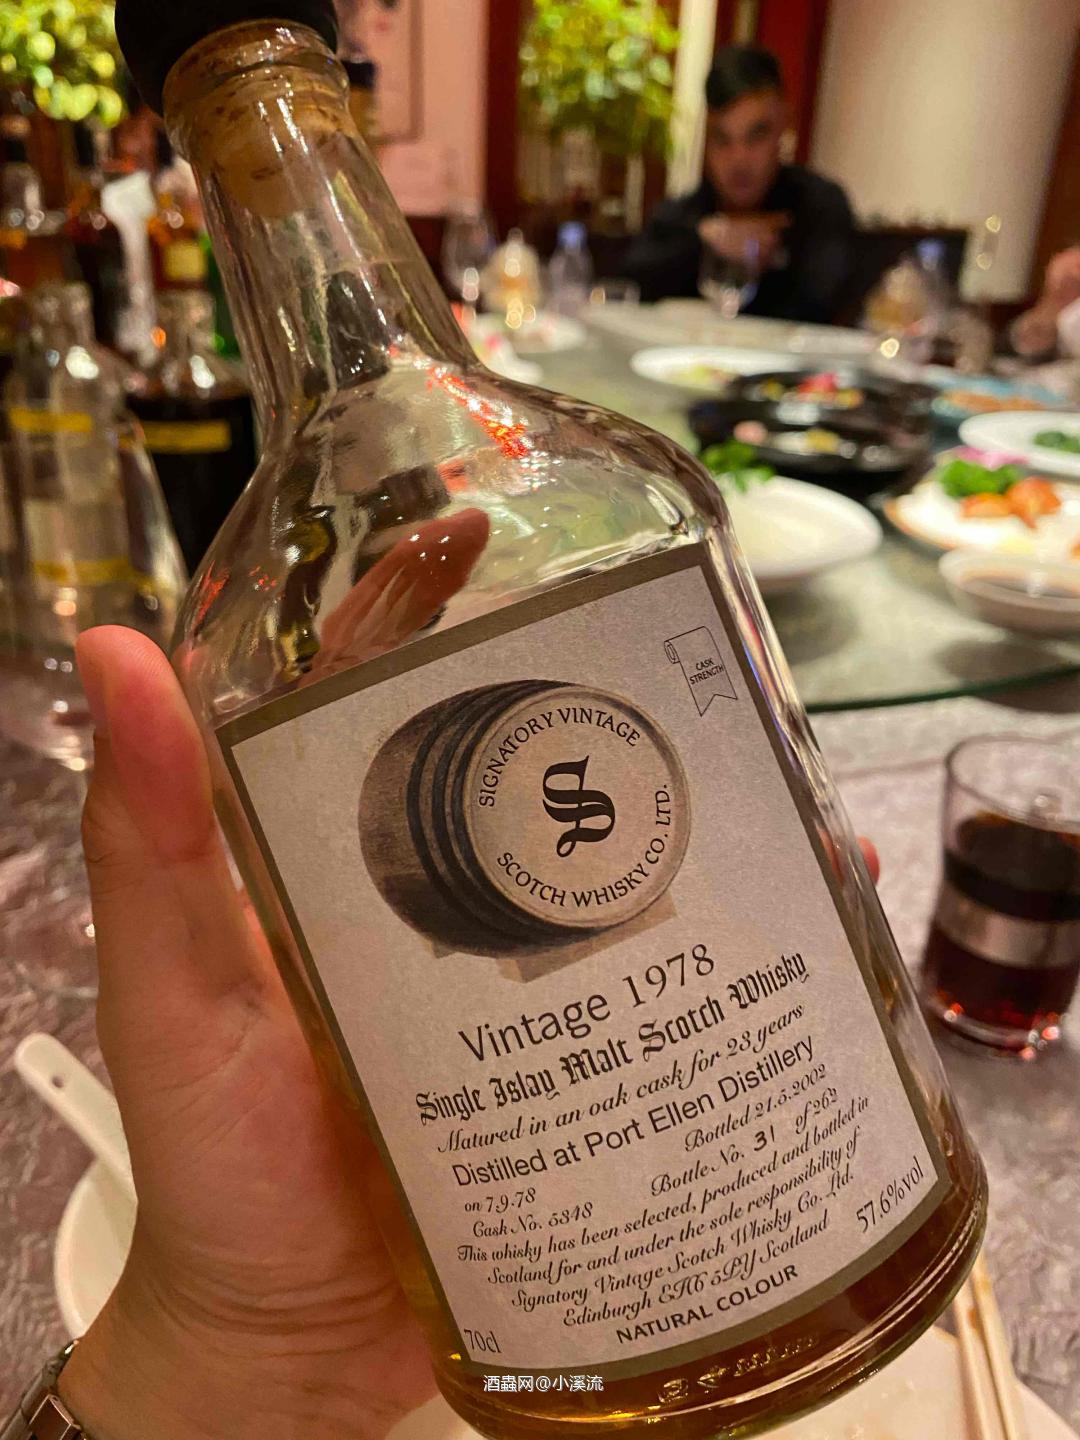 CASK
STRENGTH
SIGNATORY VINTAGE
S
SCOTCH WHISKY CO. LTD.
Vintage 1978
Single Islay Malt Scotch Whisky
Matured in an oak cask for 23 years
Distilled at Port Ellen Distillery
on 7.9.78 Bottled 21.5.2002
Cask No. 5348 Bottle No. 31 of 262
This whisky has been selected, produced and bottled in
Scotland for and under the sole responsibility of
Signatory Vintage Scotch Whisky Co. Ltd.
Edinburgh EH6 5PY Scotland
57.6%vol
70cl
NATURAL COLOUR
酒蟲网@小溪流